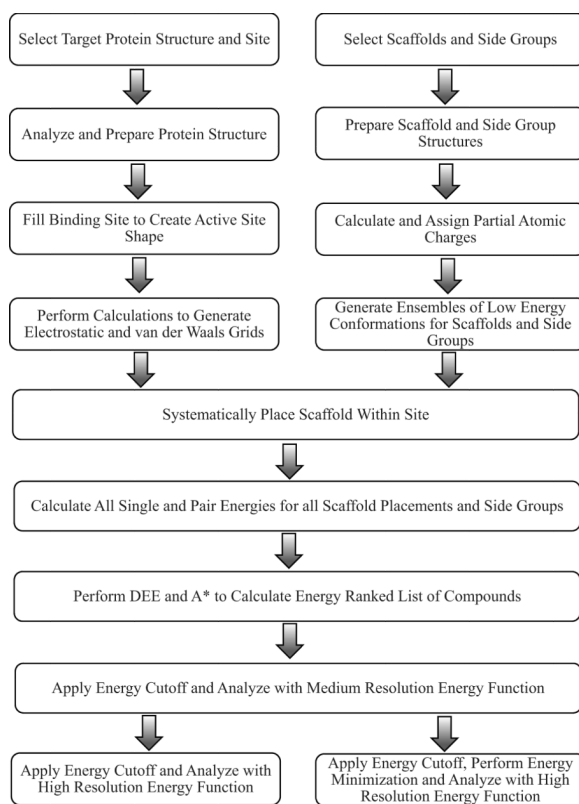 Select Target Protein Structure and Site
Select Scaffolds and Side Groups
Analyze and Prepare Protein Structure
Prepare Scaffold and Side Group
Structures
Fill Binding Site to Create Active Site
Shape
Calculate and Assign Partial Atomic
Charges
Perform Calculations to Generate
Electrostatic and van der Waals Grids
Generate Ensembles of Low Energy
Conformations for Scaffolds and Side
Groups
Systematically Place Scaffold Within Site
Calculate All Single and Pair Energies for all Scaffold Placements and Side Groups
Perform DEE and A* to Calculate Energy Ranked List of Compounds
Apply Energy Cutoff and Analyze with Medium Resolution Energy Function
Apply Energy Cutoff and Analyze with
High Resolution Energy Function
Apply Energy Cutoff, Perform Energy
Minimization and Analyze with High
Resolution Energy Function